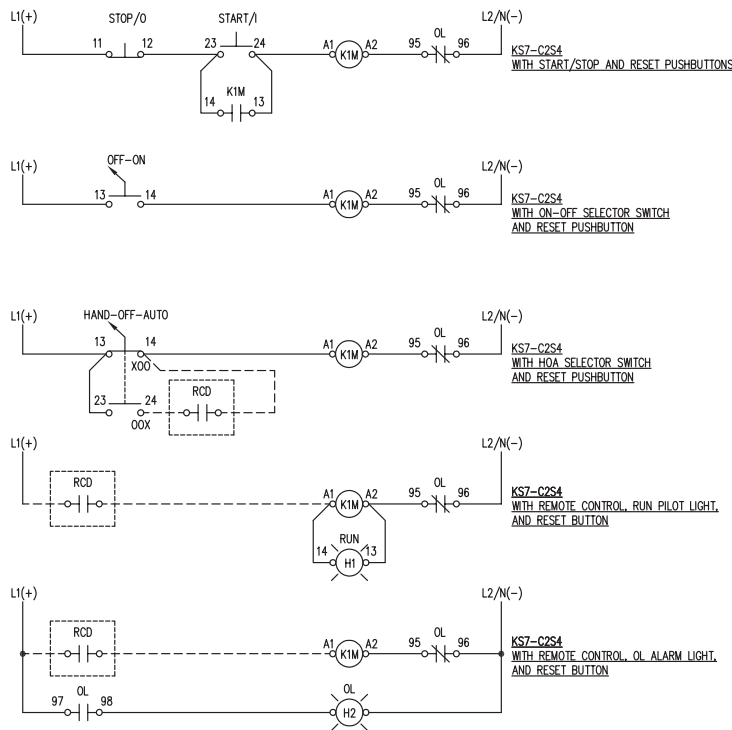 L1(+) STOP/O START/I L2/N(-)
11 12 23 24 A1 K1M A2 95 OL 96
14 K1M 13
KS7-C2S4
WITH START/STOP AND RESET PUSHBUTTONS
L1(+) OFF-ON L2/N(-)
13 14 A1 K1M A2 95 OL 96
KS7-C2S4
WITH ON-OFF SELECTOR SWITCH
AND RESET PUSHBUTTON
L1(+) HAND-OFF-AUTO L2/N(-)
13 14 A1 K1M A2 95 OL 96
XOO
RCD
23 24
OOX
KS7-C2S4
WITH HOA SELECTOR SWITCH
AND RESET PUSHBUTTON
L1(+) L2/N(-)
RCD A1 K1M A2 95 OL 96
RUN
14 H1 13
KS7-C2S4
WITH REMOTE CONTROL, RUN PILOT LIGHT,
AND RESET BUTTON
L1(+) L2/N(-)
RCD A1 K1M A2 95 OL 96
97 OL 98 OL
H2
KS7-C2S4
WITH REMOTE CONTROL, OL ALARM LIGHT,
AND RESET BUTTON